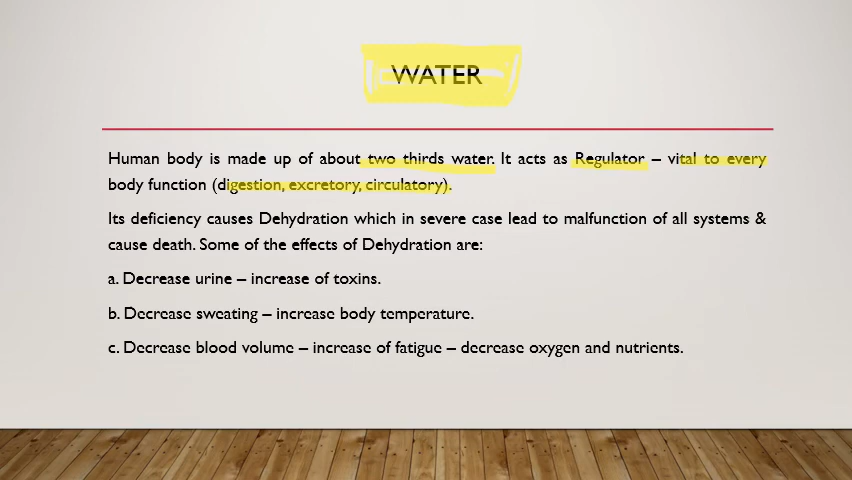 WATER
Human body is made up of about two thirds water. It acts as Regulator – vital to every
body function (digestion, excretory, circulatory).
Its deficiency causes Dehydration which in severe case lead to malfunction of all systems &
cause death. Some of the effects of Dehydration are:
a. Decrease urine – increase of toxins.
b. Decrease sweating – increase body temperature.
c. Decrease blood volume – increase of fatigue – decrease oxygen and nutrients.